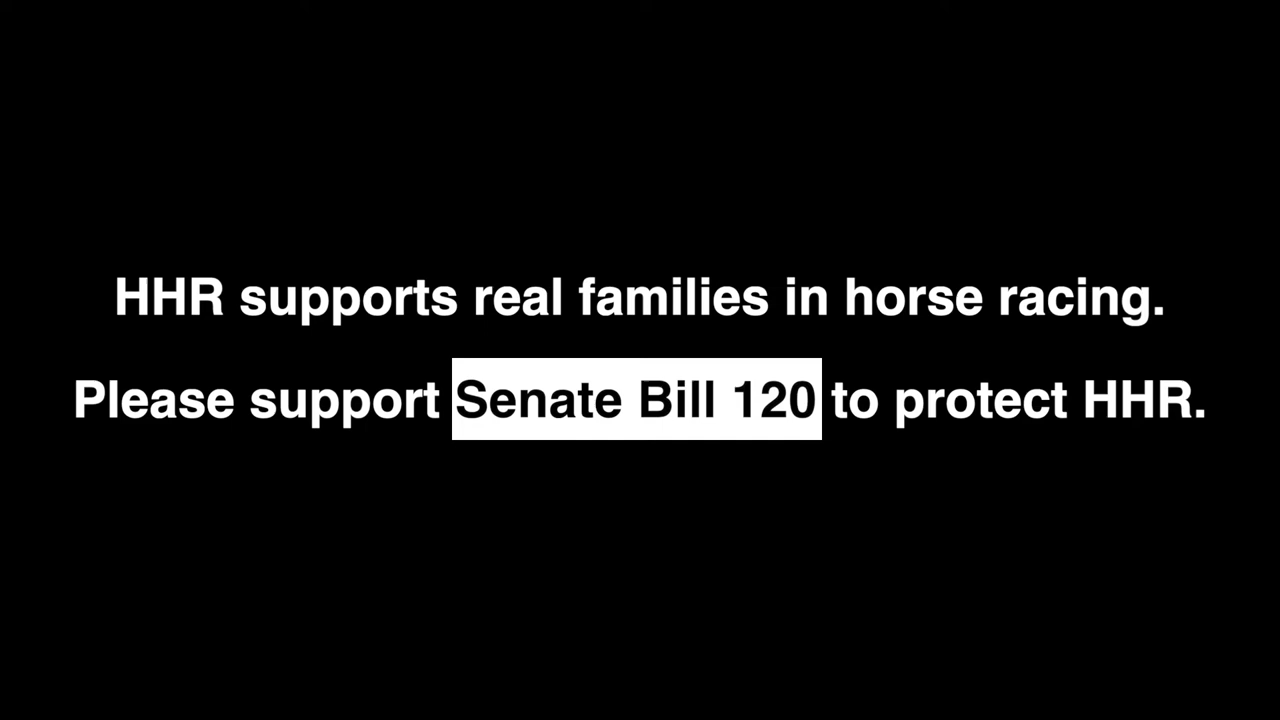 HHR supports real families in horse racing.
Please support Senate Bill 120 to protect HHR.